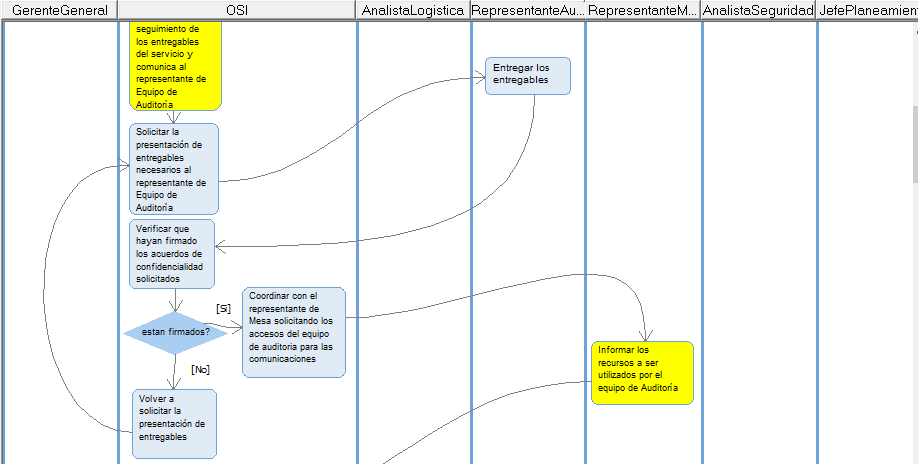 GerenteGeneral
OSI
AnalistaLogistica
RepresentanteAu...
RepresentanteM...
AnalistaSeguridad
JefePlaneamien
seguimiento de
los entregables
del servicio y
comunica al
representante de
Equipo de
Auditoría
Entregar los
entregables
Solicitar la
presentación de
entregables
necesarios al
representante de
Equipo de
Auditoría
Verificar que
hayan firmado
los acuerdos de
confidencialidad
solicitados
[Si]
Coordinar con el
representante de
Mesa solicitando los
accesos del equipo
de auditoria para las
comunicaciones
estan firmados?
Informar los
recursos a ser
utilizados por el
equipo de Auditoría
[No]
Volver a
solicitar la
presentación de
entregables